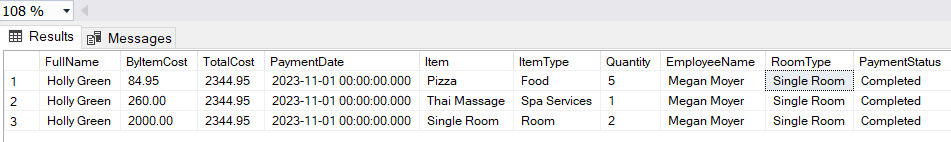 108 %
Results Messages
FullName ByItemCost TotalCost PaymentDate Item ItemType Quantity EmployeeName RoomType PaymentStatus
1 Holly Green 84.95 2344.95 2023-11-01 00:00:00.000 Pizza Food 5 Megan Moyer Single Room Completed
2 Holly Green 260.00 2344.95 2023-11-01 00:00:00.000 Thai Massage Spa Services 1 Megan Moyer Single Room Completed
3 Holly Green 2000.00 2344.95 2023-11-01 00:00:00.000 Single Room Room 2 Megan Moyer Single Room Completed